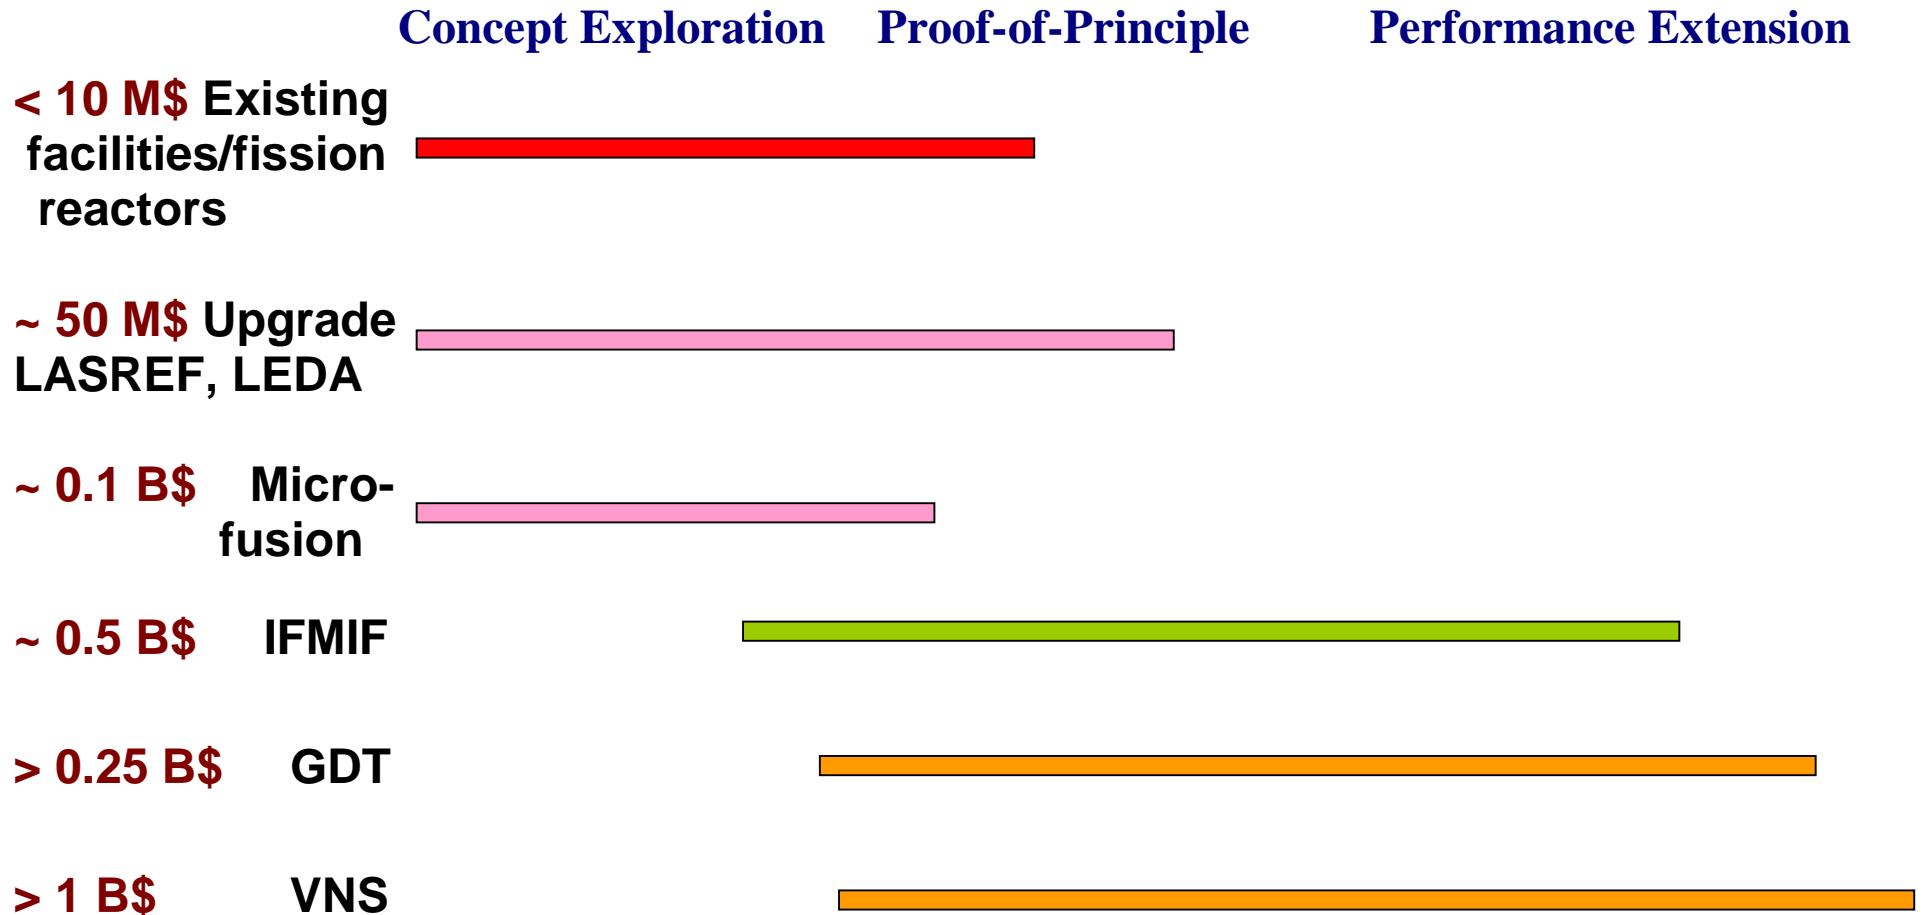 Concept Exploration Proof-of-Principle Performance Extension
< 10 M$ Existing
facilities/fission
reactors
~ 50 M$ Upgrade
LASREF, LEDA
~ 0.1 B$ Micro-
fusion
~ 0.5 B$ IFMIF
> 0.25 B$ GDT
> 1 B$ VNS